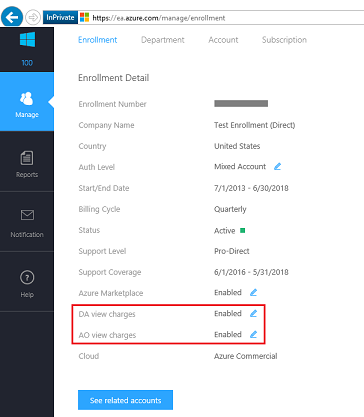 InPrivate https://ea.azure.com/manage/enrollment
100
Manage
Reports
Notification
Help
Enrollment Department Account Subscription
Enrollment Detail
Enrollment Number
Company Name Test Enrollment (Direct)
Country United States
Auth Level Mixed Account
Start/End Date 7/1/2013 - 6/30/2018
Billing Cycle Quarterly
Status Active
Support Level Pro-Direct
Support Coverage 6/1/2016 - 5/31/2018
Azure Marketplace Enabled
DA view charges Enabled
AO view charges Enabled
Cloud Azure Commercial
See related accounts